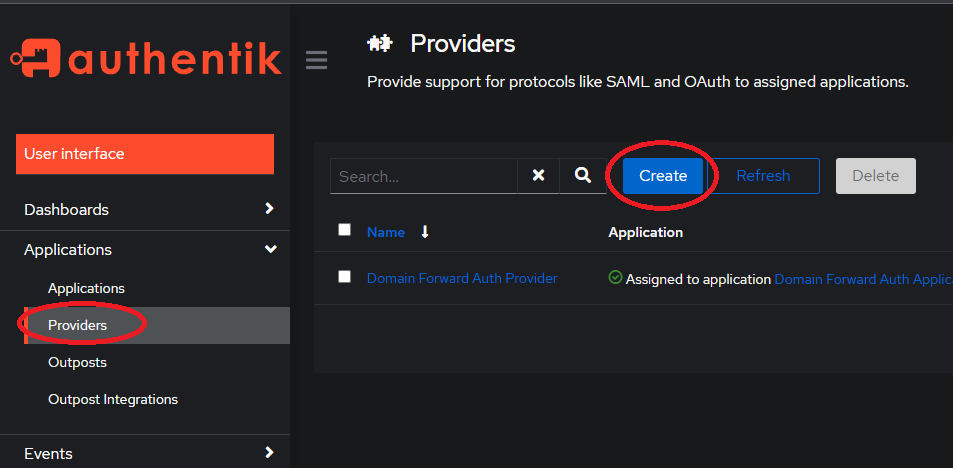 authentik
Providers
Provide support for protocols like SAML and OAuth to assigned applications.
User interface
Search...
Create
Refresh
Delete
Dashboards
Name
Application
Applications
Domain Forward Auth Provider
Assigned to application Domain Forward Auth Applic
Applications
Providers
Outposts
Outpost Integrations
Events